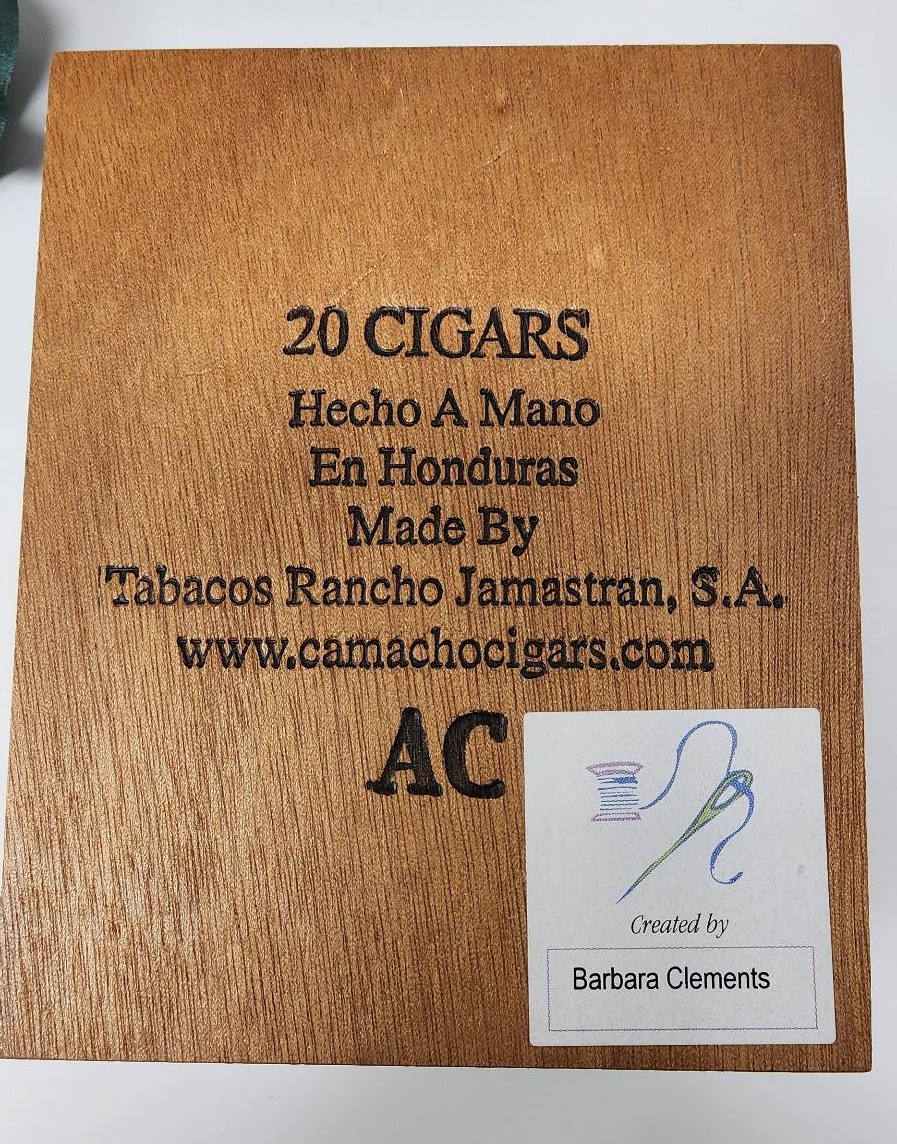 20 CIGARS
Hecho A Mano
En Honduras
Made By
Tabacos Rancho Jamastran, S.A.
www.camachocigars.com
AC
Created by
Barbara Clements